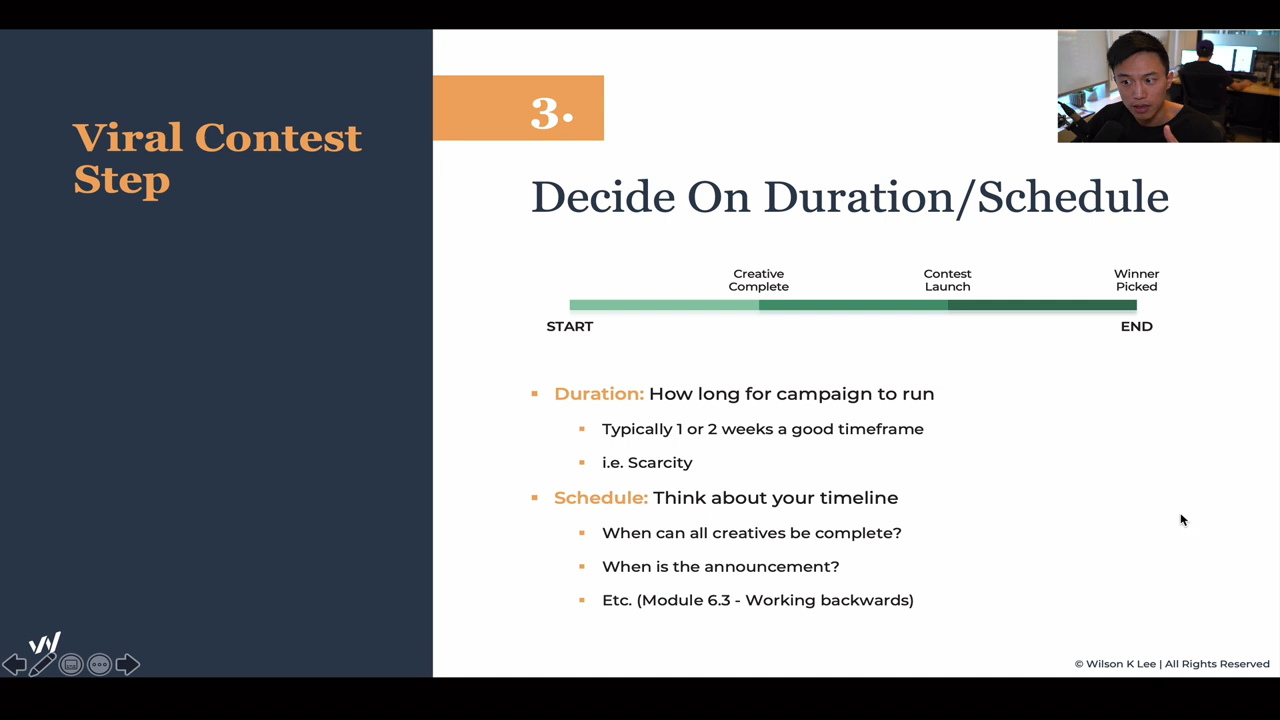 Viral Contest
Step
3.
Decide On Duration/Schedule
Creative
Complete
Contest
Launch
Winner
Picked
START
END
Duration: How long for campaign to run
Typically 1 or 2 weeks a good timeframe
i.e. Scarcity
Schedule: Think about your timeline
When can all creatives be complete?
When is the announcement?
Etc. (Module 6.3 - Working backwards)
© Wilson K Lee | All Rights Reserved